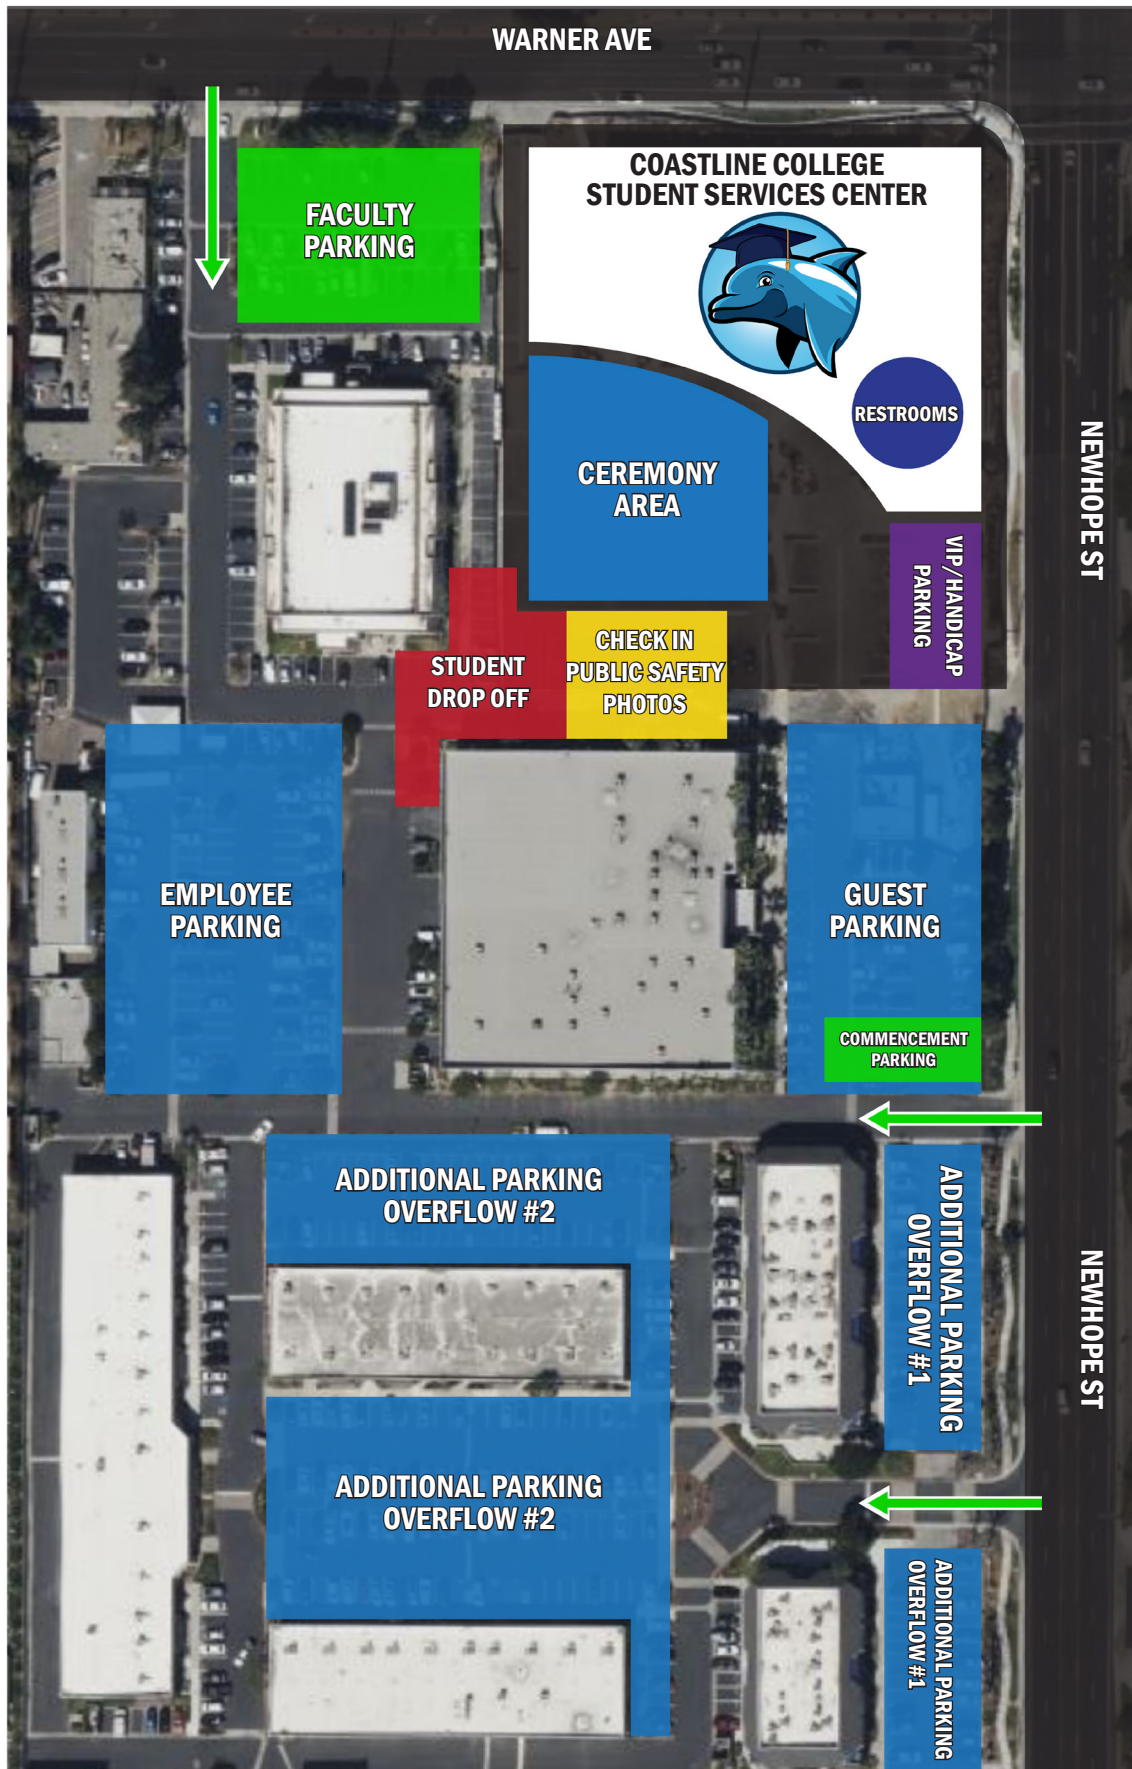 WARNER AVE
COASTLINE COLLEGE
STUDENT SERVICES CENTER
FACULTY
PARKING
RESTROOMS
CEREMONY
AREA
NEWHOPE ST
VIP/HANDICAP
PARKING
STUDENT
DROP OFF
CHECK IN
PUBLIC SAFETY
PHOTOS
EMPLOYEE
PARKING
GUEST
PARKING
COMMENCEMENT
PARKING
ADDITIONAL PARKING
OVERFLOW #2
ADDITIONAL PARKING
OVERFLOW #1
NEWHOPE ST
ADDITIONAL PARKING
OVERFLOW #2
ADDITIONAL PARKING
OVERFLOW #1